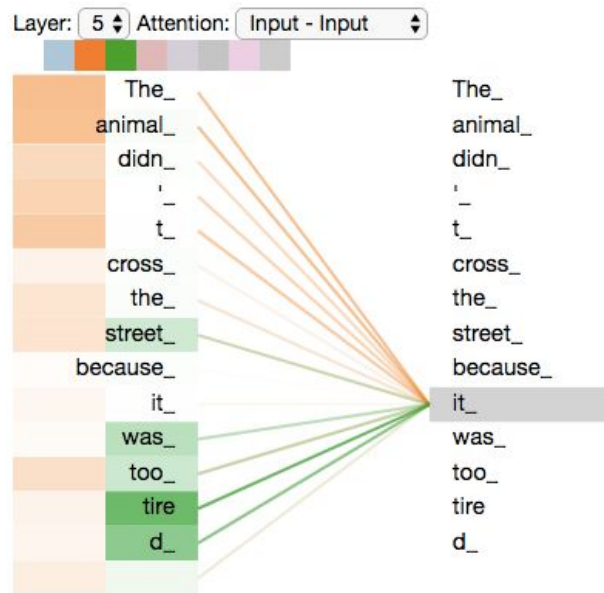 Layer: 5 Attention: Input - Input
The_ The_
animal_ animal_
didn_ didn_
'_ '_
t_ t_
cross_ cross_
the_ the_
street_ street_
because_ because_
it_ it_
was_ was_
too_ too_
tire tire
d_ d_